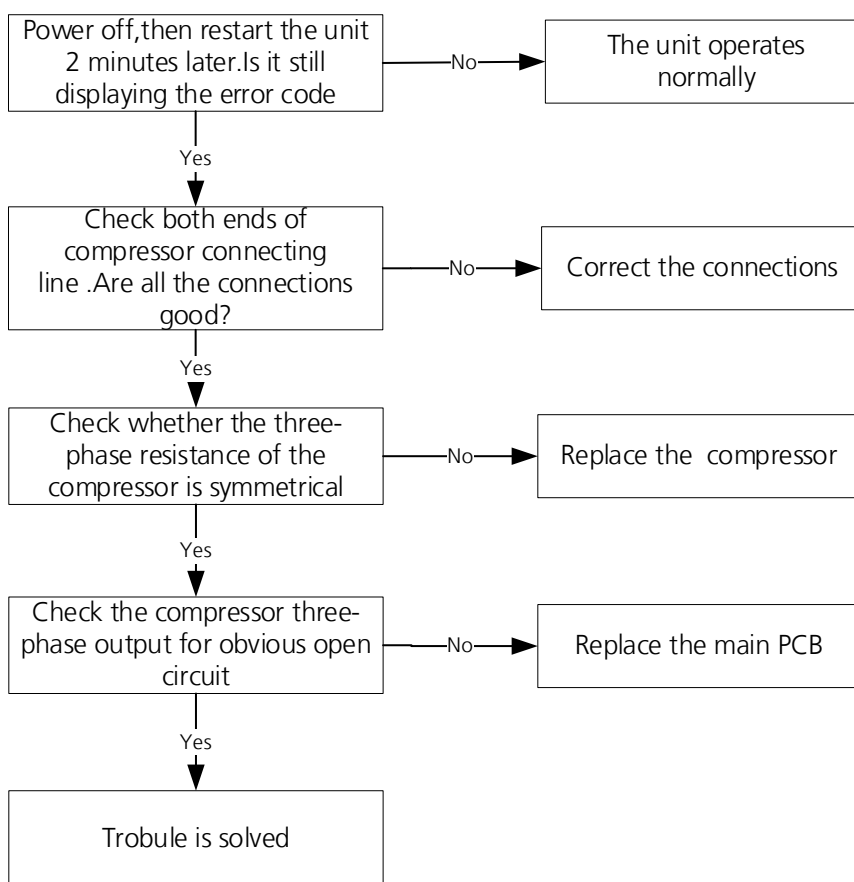 Power off,then restart the unit
2 minutes later.Is it still
displaying the error code
No
The unit operates
normally
Yes
Check both ends of
compressor connecting
line .Are all the connections
good?
No
Correct the connections
Yes
Check whether the three-
phase resistance of the
compressor is symmetrical
No
Replace the  compressor
Yes
Check the compressor three-
phase output for obvious open
circuit
No
Replace the main PCB
Yes
Trobule is solved